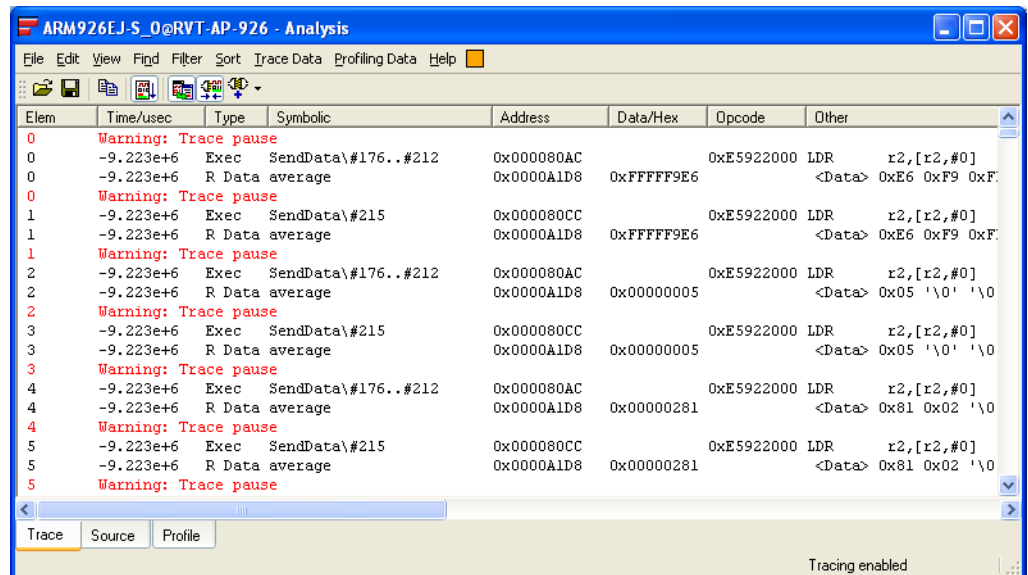 ARM926EJ-S_0@RVT-AP-926 - Analysis
File Edit View Find Filter Sort Trace Data Profiling Data Help
Elem Time/usec Type Symbolic Address Data/Hex Opcode Other
0 Warning: Trace pause
0 -9.223e+6 Exec SendData\#176..#212 0x000080AC 0xE5922000 LDR r2,[r2,#0]
0 -9.223e+6 R Data average 0x0000A1D8 0xFFFFF9E6 <Data> 0xE6 0xF9 0xF
0 Warning: Trace pause
1 -9.223e+6 Exec SendData\#215 0x000080CC 0xE5922000 LDR r2,[r2,#0]
1 -9.223e+6 R Data average 0x0000A1D8 0xFFFFF9E6 <Data> 0xE6 0xF9 0xF
1 Warning: Trace pause
2 -9.223e+6 Exec SendData\#176..#212 0x000080AC 0xE5922000 LDR r2,[r2,#0]
2 -9.223e+6 R Data average 0x0000A1D8 0x00000005 <Data> 0x05 '\0' '\0
2 Warning: Trace pause
3 -9.223e+6 Exec SendData\#215 0x000080CC 0xE5922000 LDR r2,[r2,#0]
3 -9.223e+6 R Data average 0x0000A1D8 0x00000005 <Data> 0x05 '\0' '\0
3 Warning: Trace pause
4 -9.223e+6 Exec SendData\#176..#212 0x000080AC 0xE5922000 LDR r2,[r2,#0]
4 -9.223e+6 R Data average 0x0000A1D8 0x00000281 <Data> 0x81 0x02 '\0
4 Warning: Trace pause
5 -9.223e+6 Exec SendData\#215 0x000080CC 0xE5922000 LDR r2,[r2,#0]
5 -9.223e+6 R Data average 0x0000A1D8 0x00000281 <Data> 0x81 0x02 '\0
5 Warning: Trace pause
Trace Source Profile
Tracing enabled